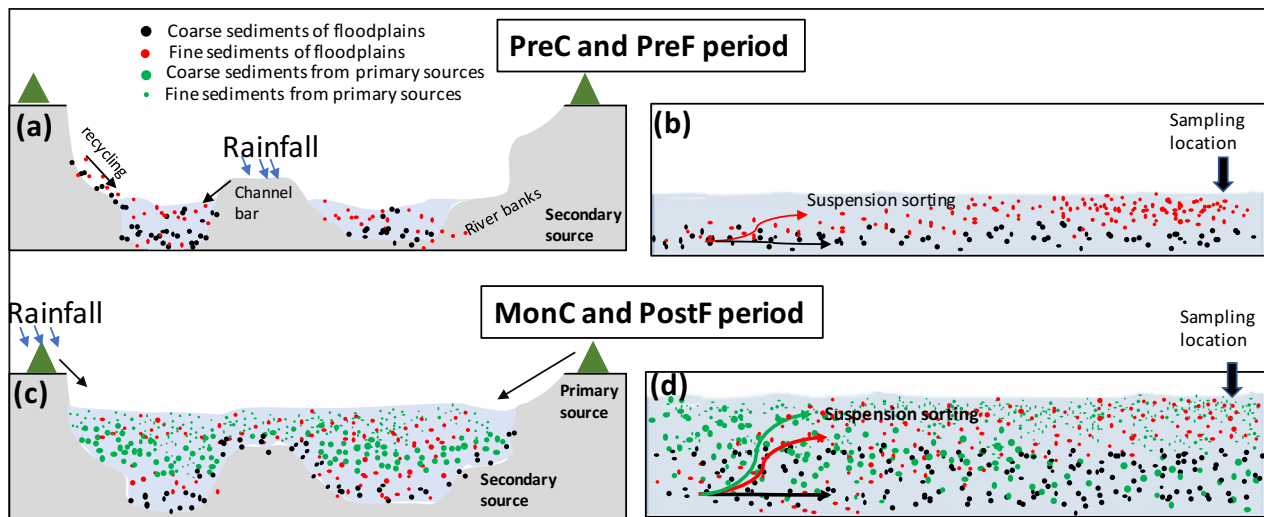 Coarse sediments of floodplains
Fine sediments of floodplains
Coarse sediments from primary sources
Fine sediments from primary sources
PreC and PreF period
(a)
recycling
Rainfall
Channel
bar
River banks
Secondary
source
(b)
Sampling
location
Suspension sorting
MonC and PostF period
Rainfall
(c)
Primary
source
Secondary
source
Sampling
location
(d)
Suspension sorting